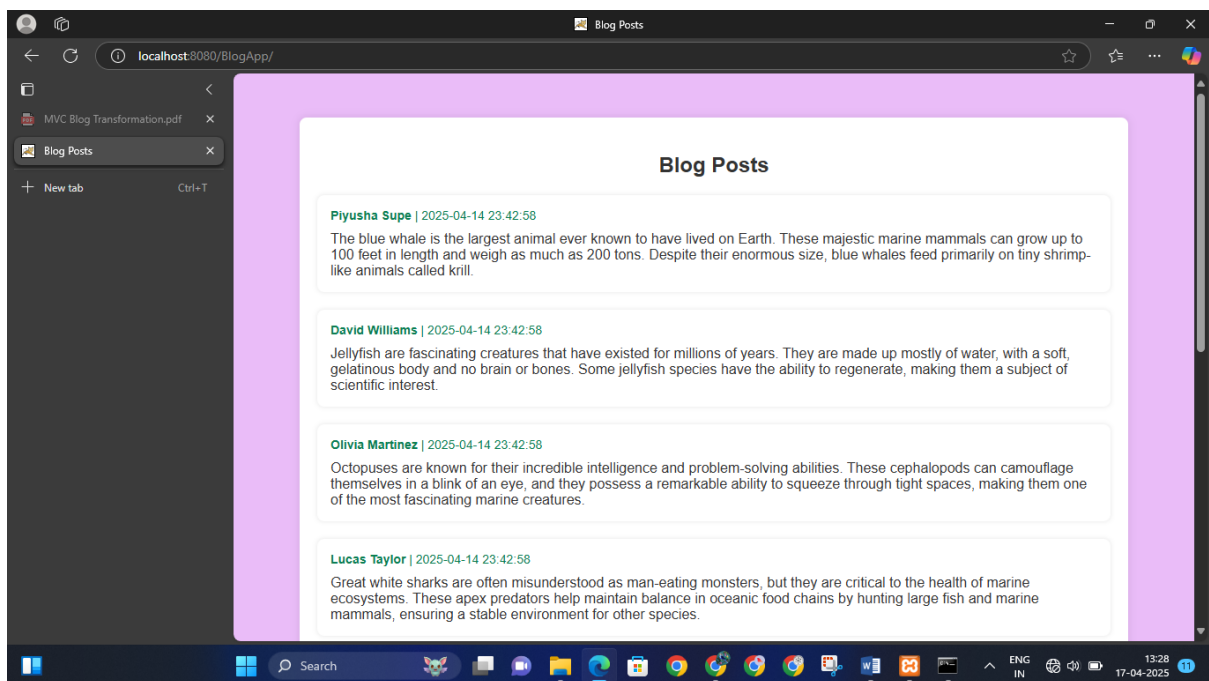 Blog Posts
localhost:8080/BlogApp/
MVC Blog Transformation.pdf
Blog Posts
New tab Ctrl+T
Blog Posts
Piyusha Supe | 2025-04-14 23:42:58
The blue whale is the largest animal ever known to have lived on Earth. These majestic marine mammals can grow up to
100 feet in length and weigh as much as 200 tons. Despite their enormous size, blue whales feed primarily on tiny shrimp-
like animals called krill.
David Williams | 2025-04-14 23:42:58
Jellyfish are fascinating creatures that have existed for millions of years. They are made up mostly of water, with a soft,
gelatinous body and no brain or bones. Some jellyfish species have the ability to regenerate, making them a subject of
scientific interest.
Olivia Martinez | 2025-04-14 23:42:58
Octopuses are known for their incredible intelligence and problem-solving abilities. These cephalopods can camouflage
themselves in a blink of an eye, and they possess a remarkable ability to squeeze through tight spaces, making them one
of the most fascinating marine creatures.
Lucas Taylor | 2025-04-14 23:42:58
Great white sharks are often misunderstood as man-eating monsters, but they are critical to the health of marine
ecosystems. These apex predators help maintain balance in oceanic food chains by hunting large fish and marine
mammals, ensuring a stable environment for other species.
Search
ENG
IN
13:28
17-04-2025
11